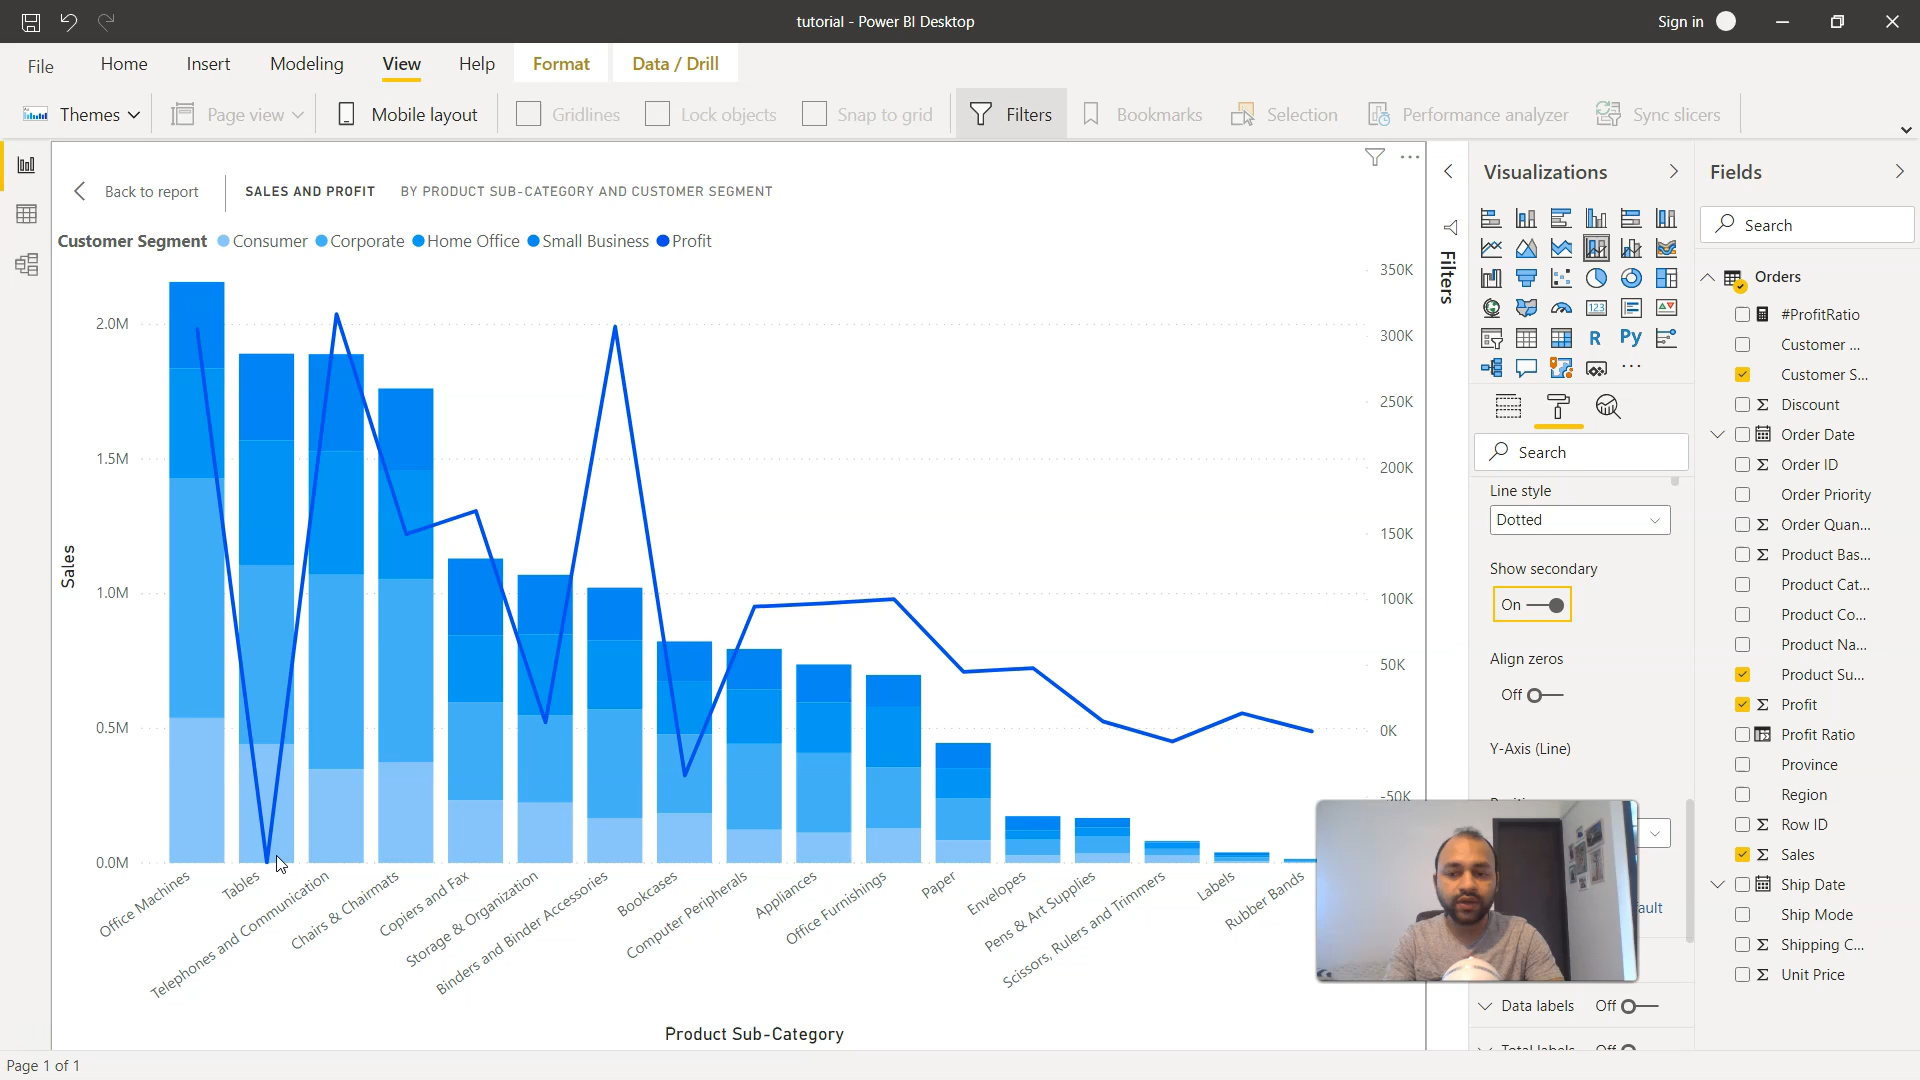 tutorial - Power BI Desktop
Sign in
File Home Insert Modeling View Help Format Data / Drill
Themes Page view Mobile layout Gridlines Lock objects Snap to grid Filters Bookmarks Selection Performance analyzer Sync slicers
Back to report SALES AND PROFIT BY PRODUCT SUB-CATEGORY AND CUSTOMER SEGMENT
Customer Segment Consumer Corporate Home Office Small Business Profit
350K
2.0M
300K
250K
1.5M
200K
150K
1.0M
100K
50K
0.5M
0K
-50K
0.0M
Sales
Office Machines
Tables
Telephones and Communication
Chairs & Chairmats
Copiers and Fax
Storage & Organization
Binders and Binder Accessories
Bookcases
Computer Peripherals
Appliances
Office Furnishings
Paper
Envelopes
Pens & Art Supplies
Scissors, Rulers and Trimmers
Labels
Rubber Bands
Product Sub-Category
Filters
Visualizations
123
R
Py
Search
Line style
Dotted
Show secondary
On
Align zeros
Off
Y-Axis (Line)
ault
Data labels Off
Total labels Off
Fields
Search
Orders
#ProfitRatio
Customer ...
Customer S...
Σ Discount
Order Date
Σ Order ID
Order Priority
Σ Order Quan...
Σ Product Bas...
Product Cat...
Product Co...
Product Na...
Product Su...
Σ Profit
Profit Ratio
Province
Region
Σ Row ID
Σ Sales
Ship Date
Ship Mode
Σ Shipping C...
Σ Unit Price
Page 1 of 1